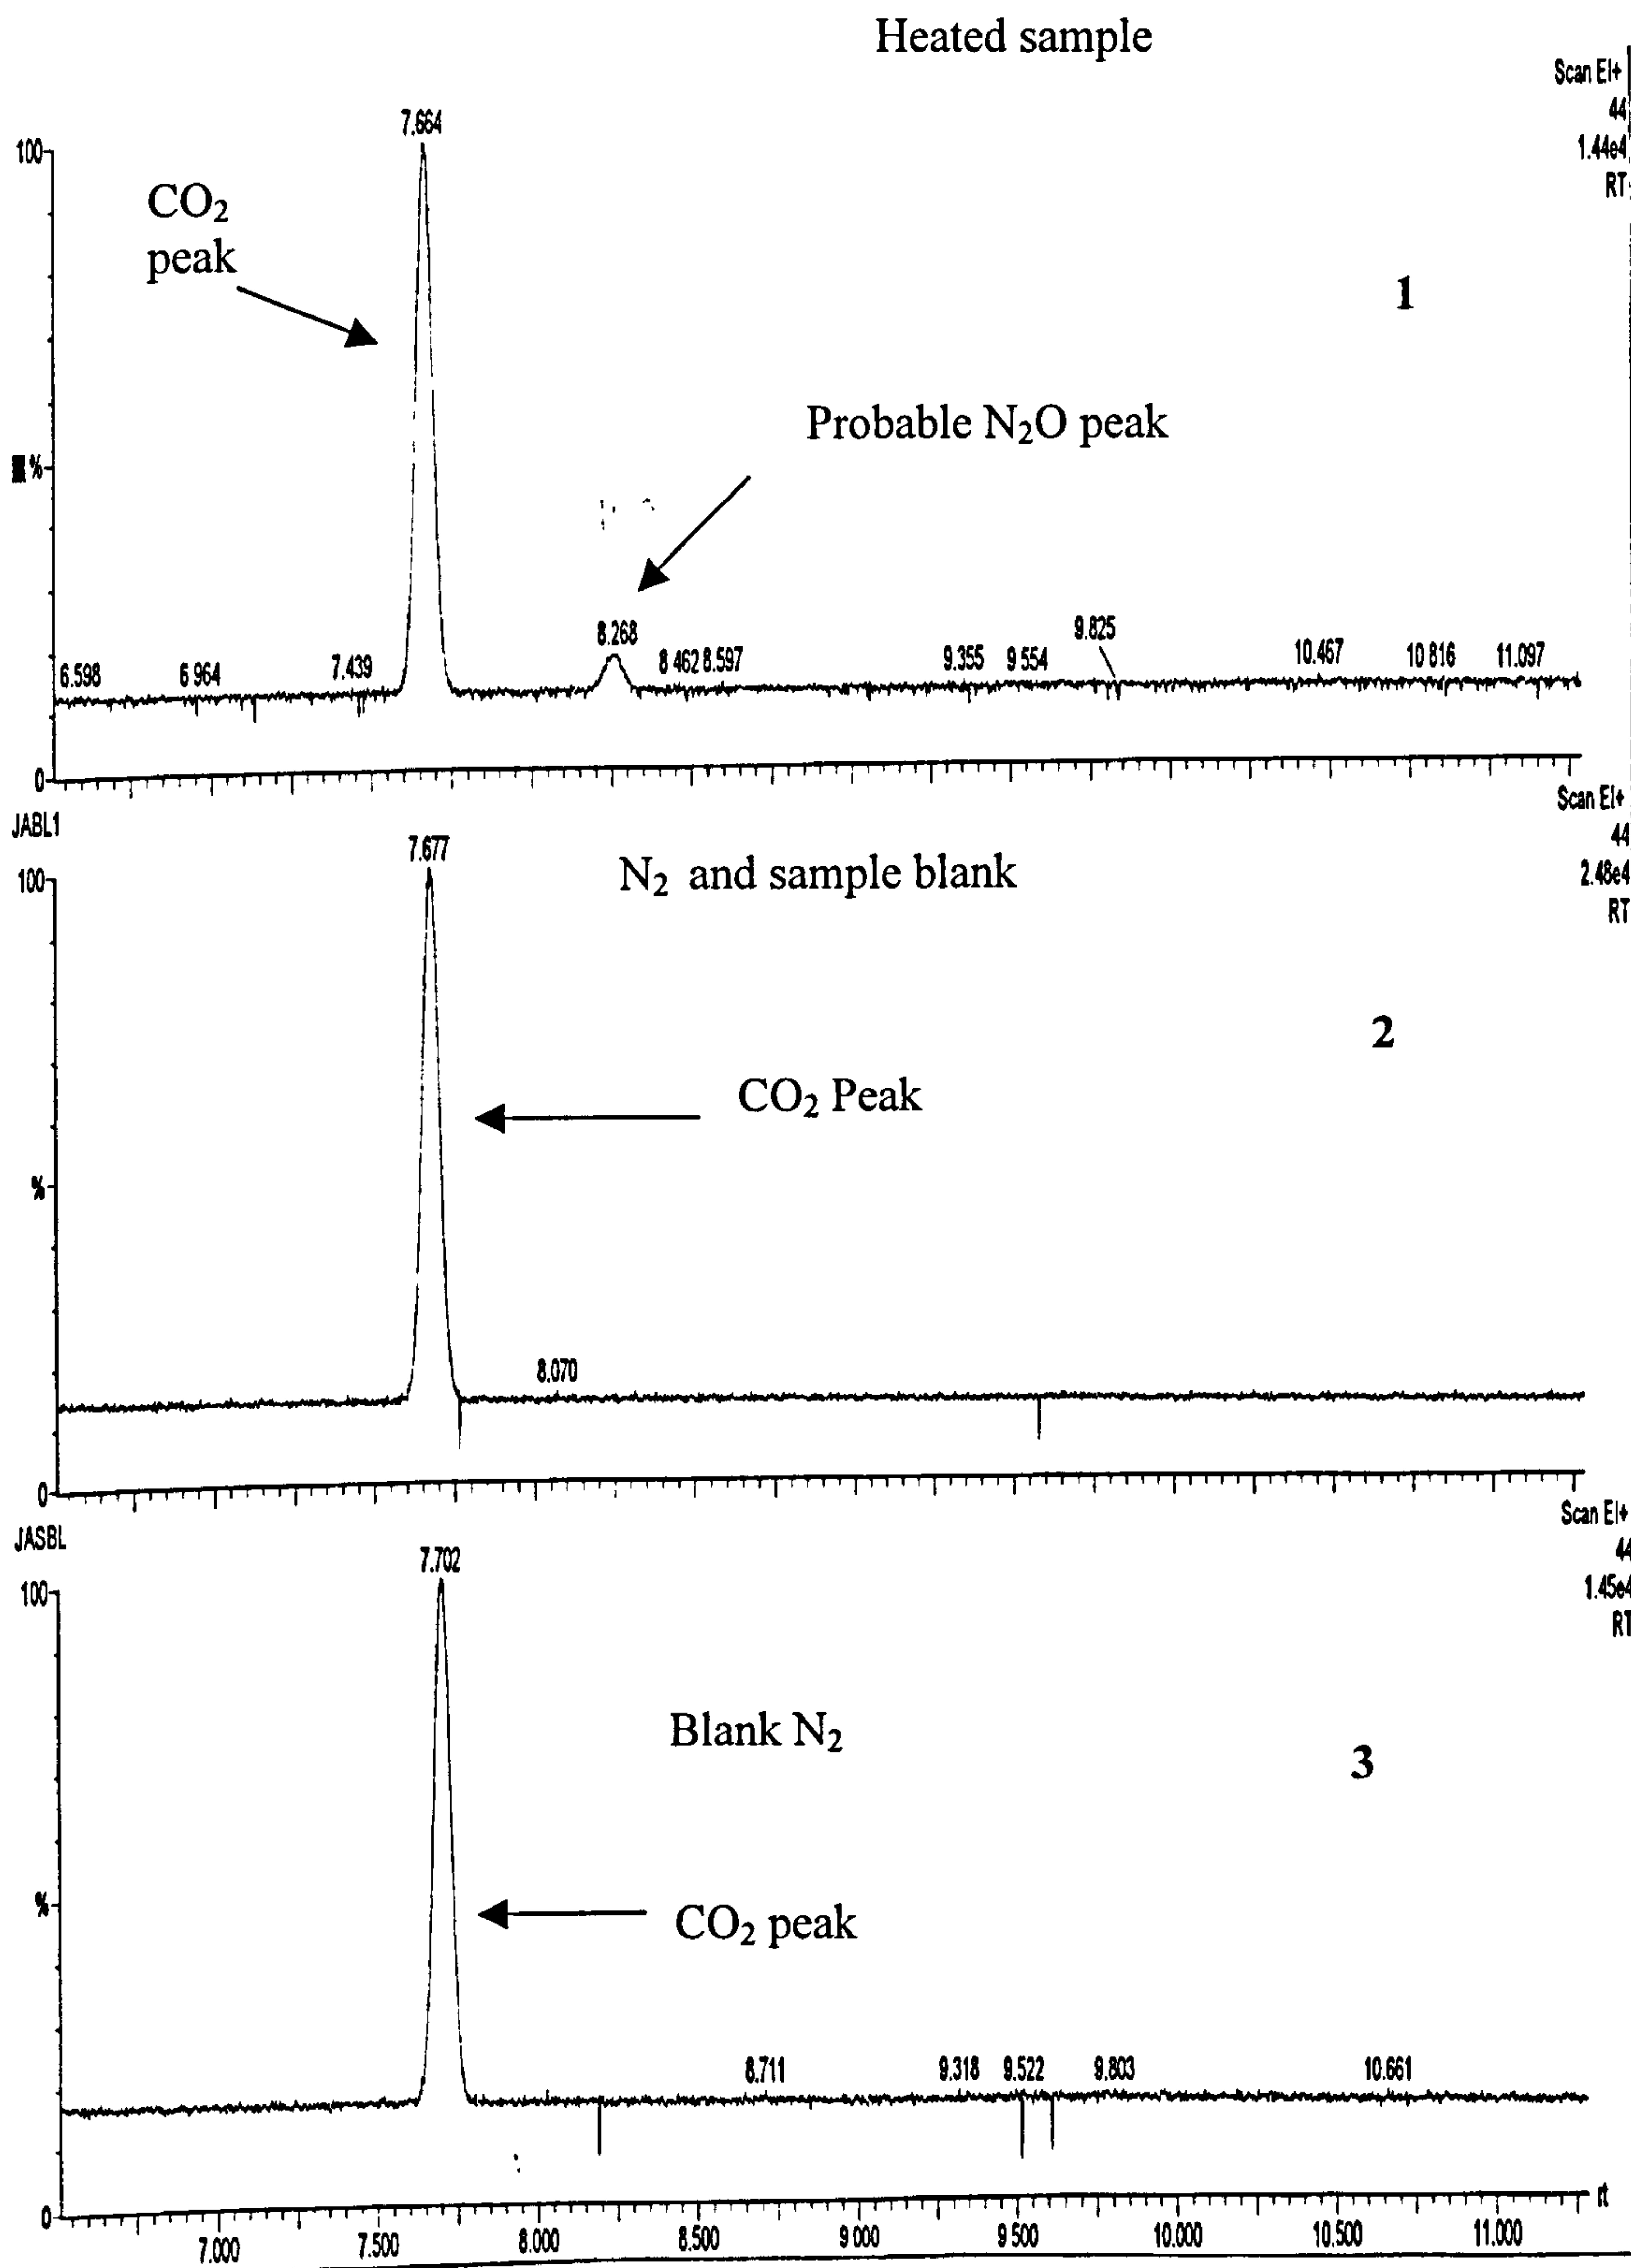 Heated sample
Scan EI+
44
1.44e4
RT
7.664
100
CO₂
peak
1
Probable N₂O peak
%
8.268
9.825
6.598 6 964 7.439 8 462 8.597 9.355 9 554 10.467 10 816 11.097
0
Scan EI+
JABL1
44
7.677
N₂ and sample blank
100
2.48e4
RT
2
CO₂ Peak
%
8.070
0
Scan EI+
JASBL
44
7.702
100
1.45e4
RT
Blank N₂
3
%
CO₂ peak
8.711 9.318 9.522 9.803 10.661
0
rt
7.000 7.500 8.000 8.500 9 000 9 500 10.000 10.500 11.000